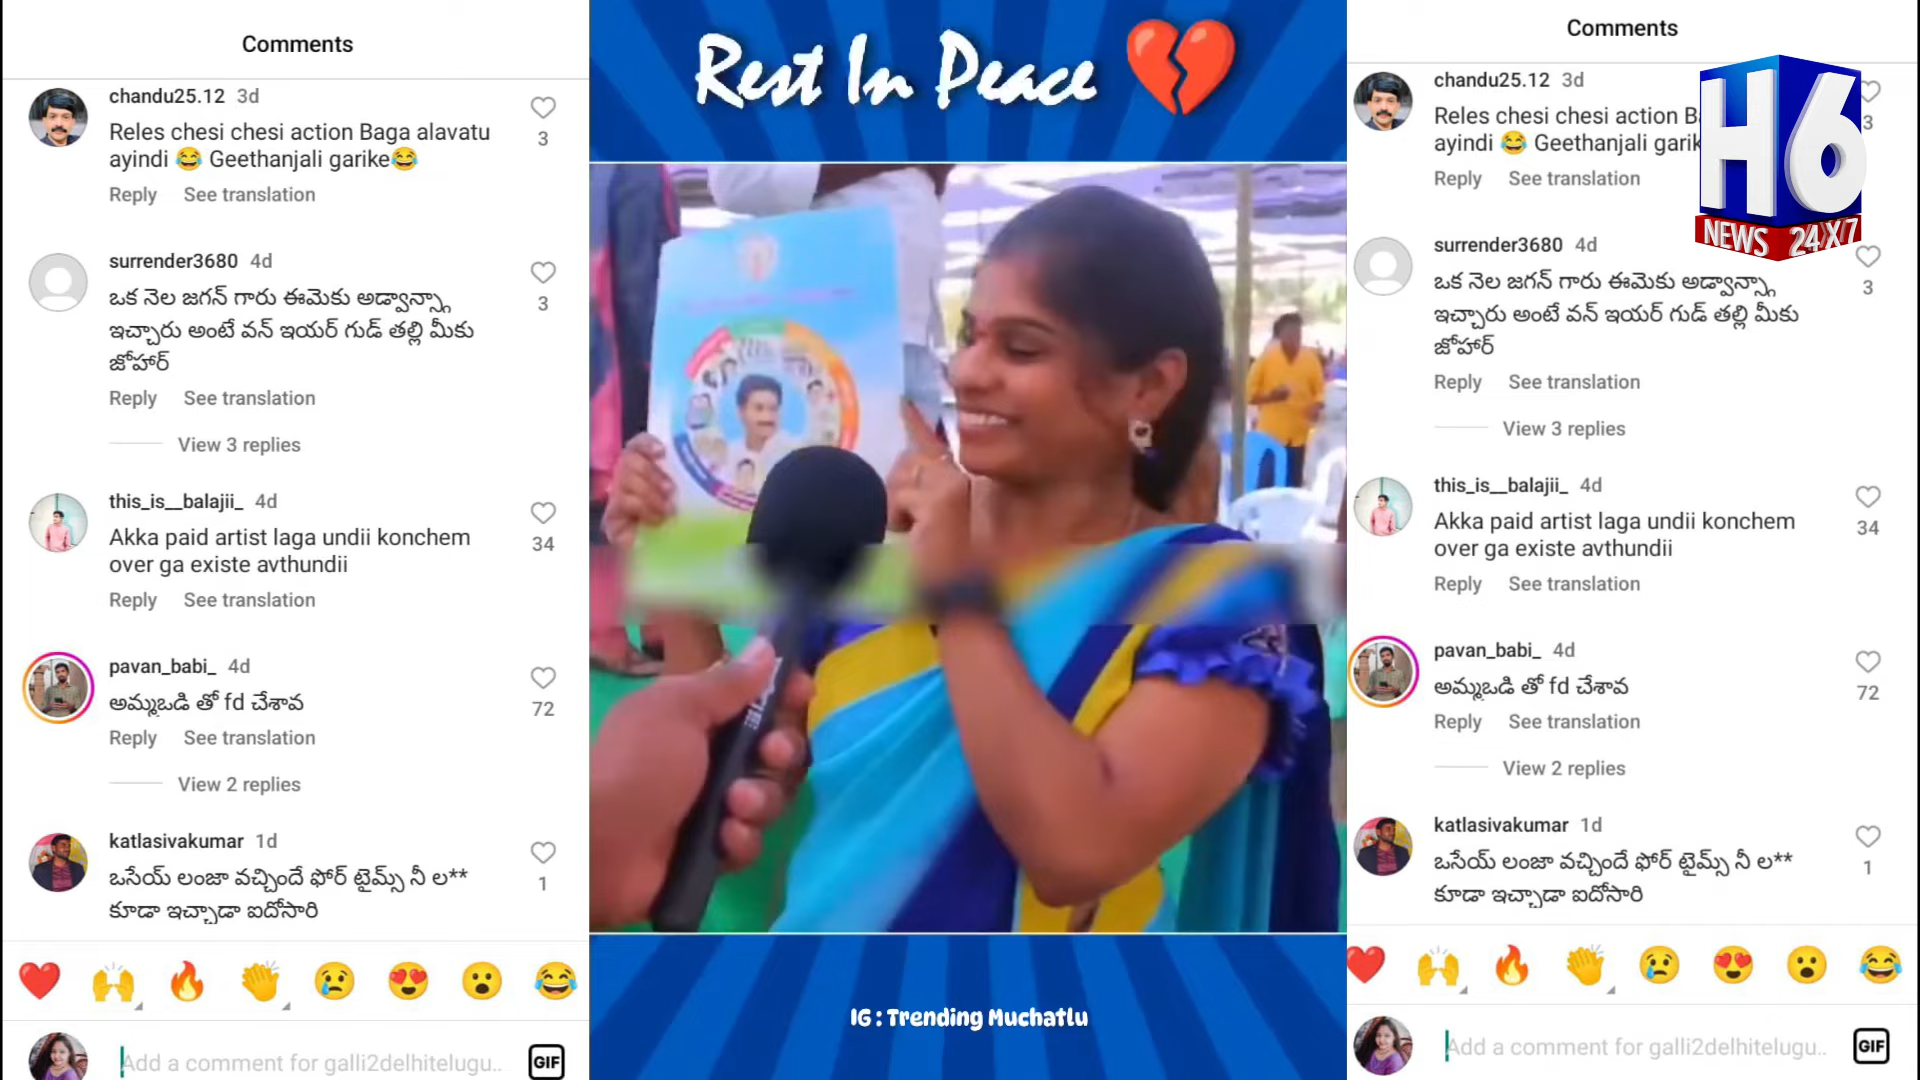 Comments
chandu25.12 3d
Reles chesi chesi action Baga alavatu
ayindi 😂 Geethanjali garike😂
3
Reply See translation
surrender3680 4d
ఒక నెల జగన్ గారు ఈమెకు అడ్వాన్స్గా
ఇచ్చారు అంటే వన్ ఇయర్ గుడ్ తల్లి మీకు
జోహార్
3
Reply See translation
View 3 replies
this_is__balajii_ 4d
Akka paid artist laga undii konchem
over ga existe avthundii
34
Reply See translation
pavan_babi_ 4d
అమ్మఒడి తో fd చేశావ
72
Reply See translation
View 2 replies
katlasivakumar 1d
ఒసేయ్ లంజా వచ్చిందే ఫోర్ టైమ్స్ నీ ల**
కూడా ఇచ్చాడా ఐదోసారి
1
Add a comment for galli2delhitelugu..
GIF
Rest In Peace 💔
IG : Trending Muchatlu
Comments
chandu25.12 3d
Reles chesi chesi action
ayindi 😂 Geethanjali
3
Reply See translation
surrender3680 4d
ఒక నెల జగన్ గారు ఈమెకు అడ్వాన్స్గా
ఇచ్చారు అంటే వన్ ఇయర్ గుడ్ తల్లి మీకు
జోహార్
3
Reply See translation
View 3 replies
this_is__balajii_ 4d
Akka paid artist laga undii konchem
over ga existe avthundii
34
Reply See translation
pavan_babi_ 4d
అమ్మఒడి తో fd చేశావ
72
Reply See translation
View 2 replies
katlasivakumar 1d
ఒసేయ్ లంజా వచ్చిందే ఫోర్ టైమ్స్ నీ ల**
కూడా ఇచ్చాడా ఐదోసారి
1
Add a comment for galli2delhitelugu..
GIF
H6
NEWS 24X7